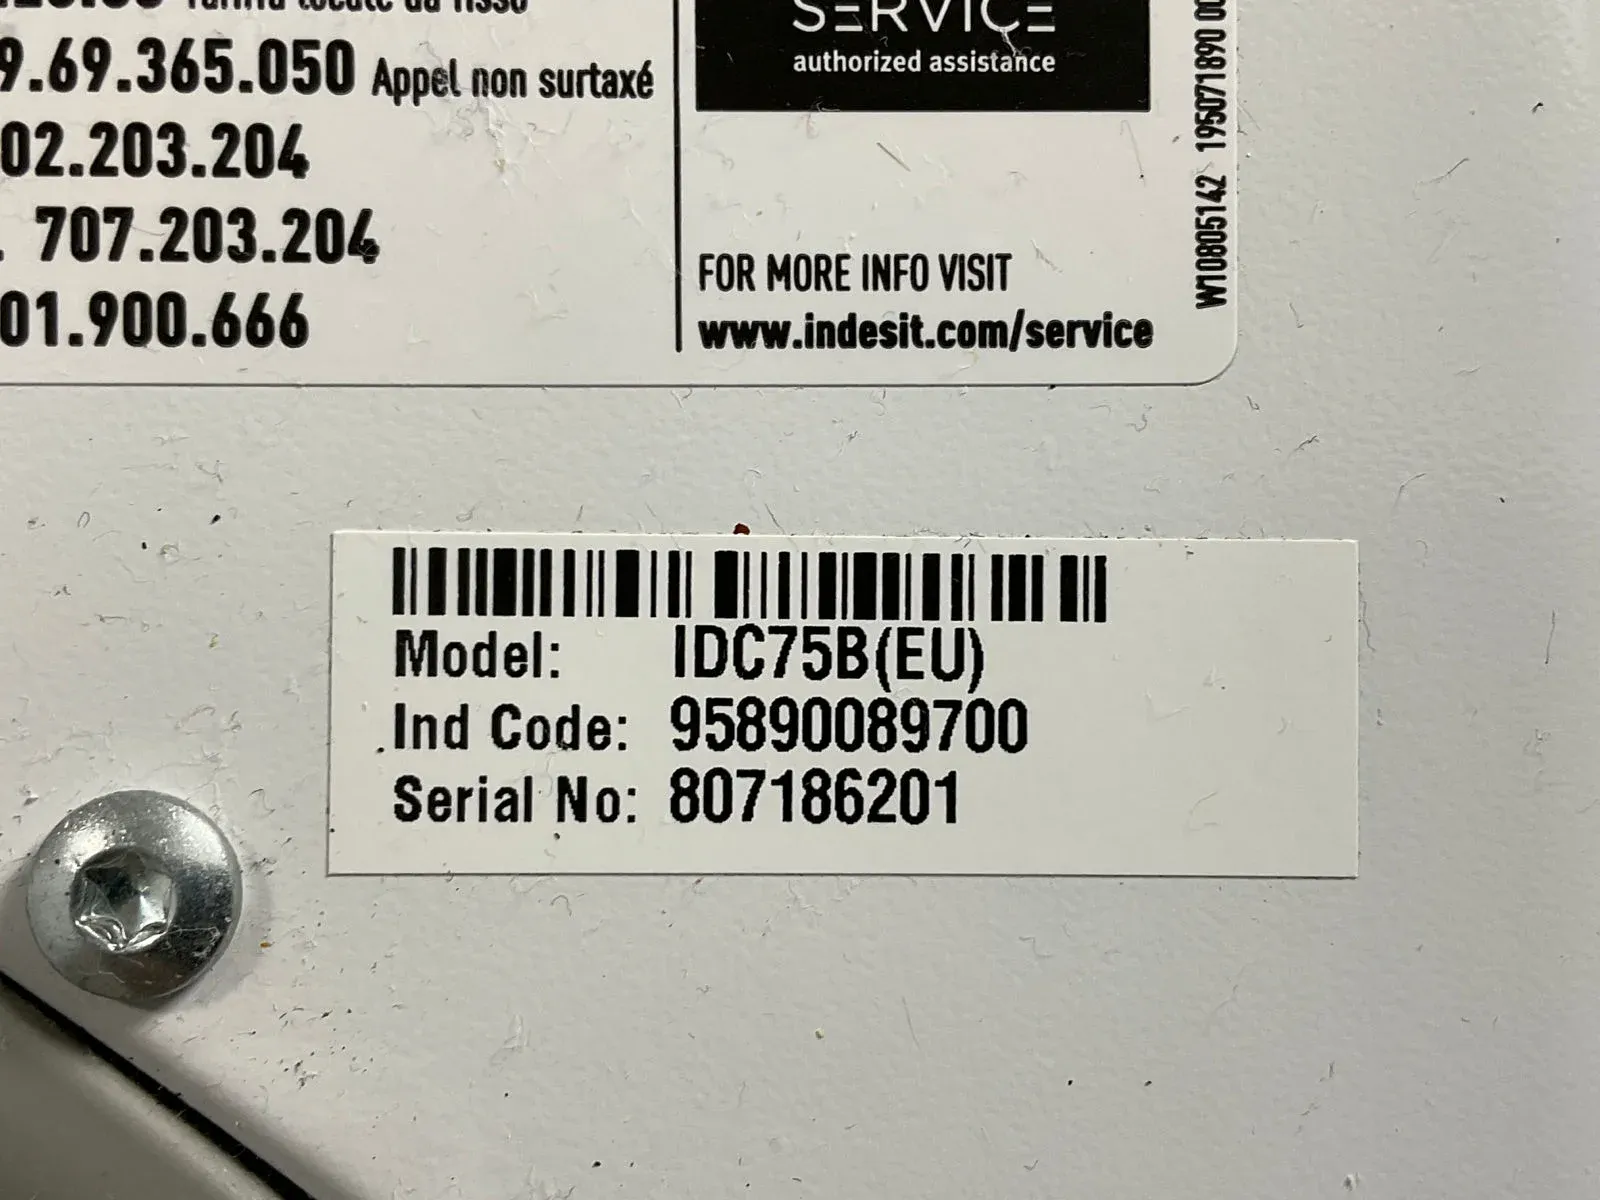 9.69.365.050 Appel non surtaxé
02.203.204
. 707.203.204
01.900.666
SERVICE
authorized assistance
FOR MORE INFO VISIT
www.indesit.com/service
W10805142 195071890 00
Model: IDC75B(EU)
Ind Code: 95890089700
Serial No: 807186201